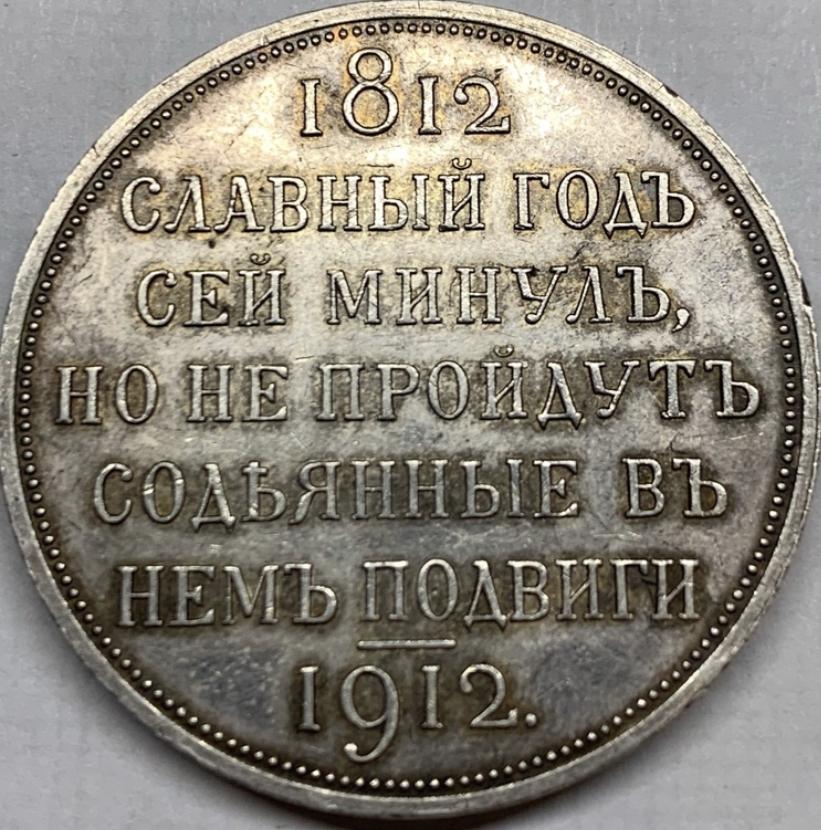 1812
СЛАВНЫЙ ГОДЪ
СЕЙ МИНУЛЪ,
НО НЕ ПРОЙДУТЪ
СОДѢЯННЫЕ ВЪ
НЕМЪ ПОДВИГИ
1912.